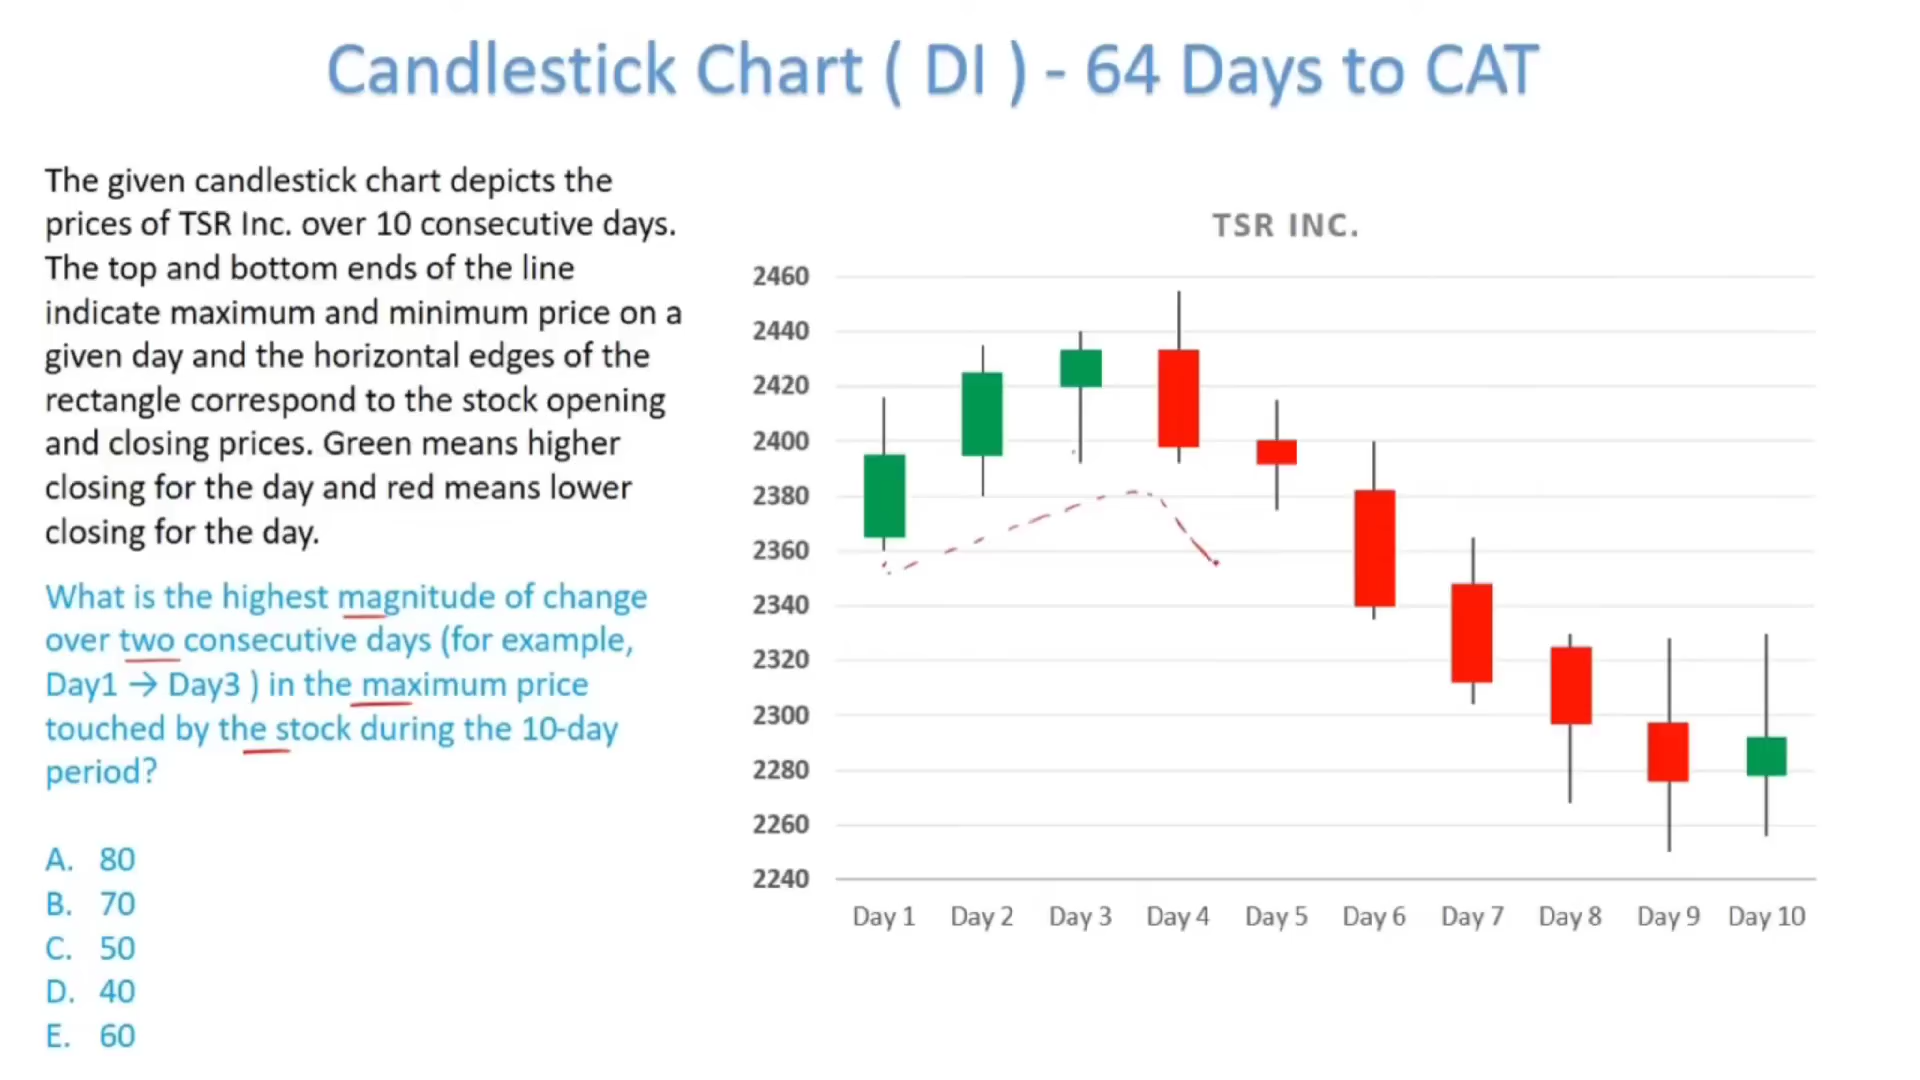 Candlestick Chart ( DI ) - 64 Days to CAT
The given candlestick chart depicts the
prices of TSR Inc. over 10 consecutive days.
The top and bottom ends of the line
indicate maximum and minimum price on a
given day and the horizontal edges of the
rectangle correspond to the stock opening
and closing prices. Green means higher
closing for the day and red means lower
closing for the day.
What is the highest magnitude of change
over two consecutive days (for example,
Day1 → Day3 ) in the maximum price
touched by the stock during the 10-day
period?
A. 80
B. 70
C. 50
D. 40
E. 60
TSR INC.
2460
2440
2420
2400
2380
2360
2340
2320
2300
2280
2260
2240
Day 1 Day 2 Day 3 Day 4 Day 5 Day 6 Day 7 Day 8 Day 9 Day 10